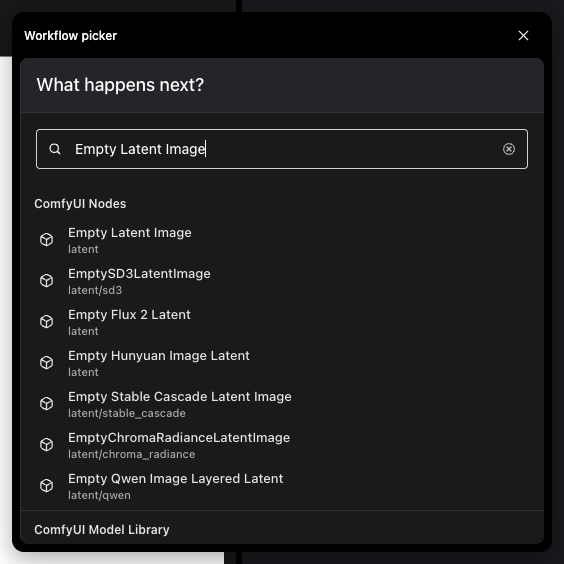 Workflow picker
What happens next?
Empty Latent Image
ComfyUI Nodes
Empty Latent Image
latent
EmptySD3LatentImage
latent/sd3
Empty Flux 2 Latent
latent
Empty Hunyuan Image Latent
latent
Empty Stable Cascade Latent Image
latent/stable_cascade
EmptyChromaRadianceLatentImage
latent/chroma_radiance
Empty Qwen Image Layered Latent
latent/qwen
ComfyUI Model Library